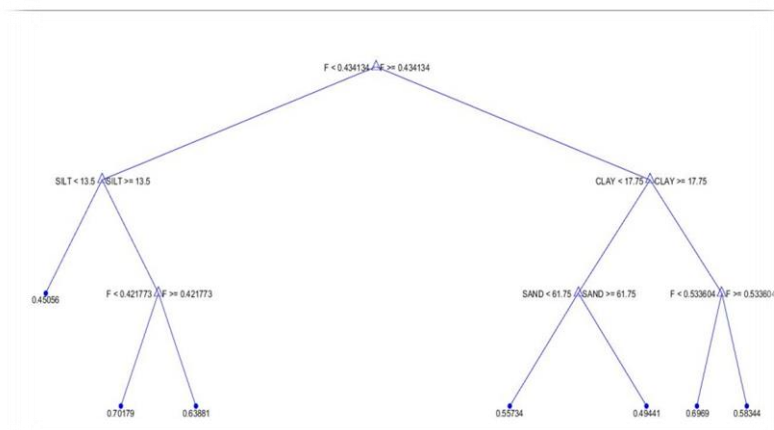 F < 0.434134 F >= 0.434134
SILT < 13.5 SILT >= 13.5
CLAY < 17.75 CLAY >= 17.75
0.45056
F < 0.421773 F >= 0.421773
SAND < 61.75 SAND >= 61.75
F < 0.533604 F >= 0.533604
0.70179
0.63881
0.55734
0.49441
0.6969
0.58344